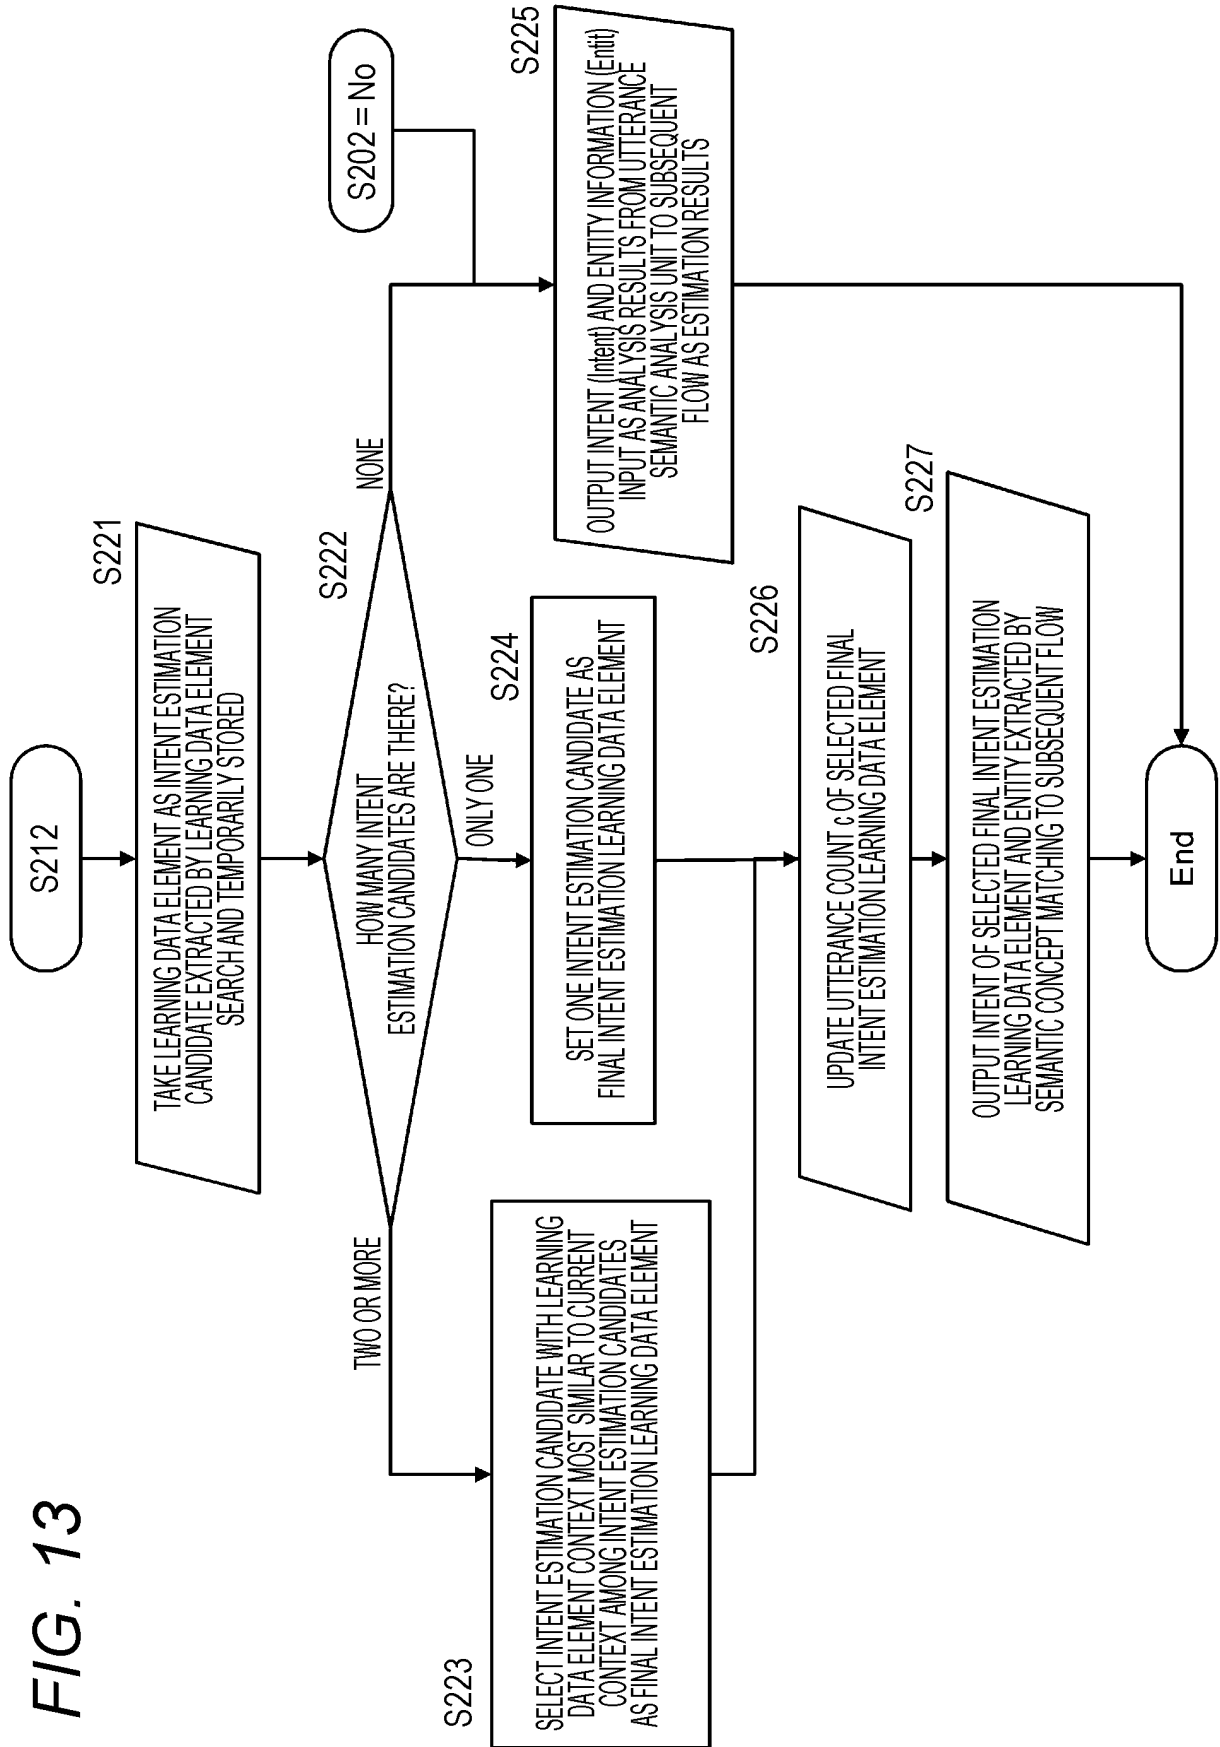 FIG. 13
S212
S221
TAKE LEARNING DATA ELEMENT AS INTENT ESTIMATION
CANDIDATE EXTRACTED BY LEARNING DATA ELEMENT
SEARCH AND TEMPORARILY STORED
S222
HOW MANY INTENT
ESTIMATION CANDIDATES ARE THERE?
TWO OR MORE
ONLY ONE
NONE
S202 = No
S223
SELECT INTENT ESTIMATION CANDIDATE WITH LEARNING
DATA ELEMENT CONTEXT MOST SIMILAR TO CURRENT
CONTEXT AMONG INTENT ESTIMATION CANDIDATES
AS FINAL INTENT ESTIMATION LEARNING DATA ELEMENT
S224
SET ONE INTENT ESTIMATION CANDIDATE AS
FINAL INTENT ESTIMATION LEARNING DATA ELEMENT
S225
OUTPUT INTENT (Intent) AND ENTITY INFORMATION (Entit)
INPUT AS ANALYSIS RESULTS FROM UTTERANCE
SEMANTIC ANALYSIS UNIT TO SUBSEQUENT
FLOW AS ESTIMATION RESULTS
S226
UPDATE UTTERANCE COUNT c OF SELECTED FINAL
INTENT ESTIMATION LEARNING DATA ELEMENT
S227
OUTPUT INTENT OF SELECTED FINAL INTENT ESTIMATION
LEARNING DATA ELEMENT AND ENTITY EXTRACTED BY
SEMANTIC CONCEPT MATCHING TO SUBSEQUENT FLOW
End